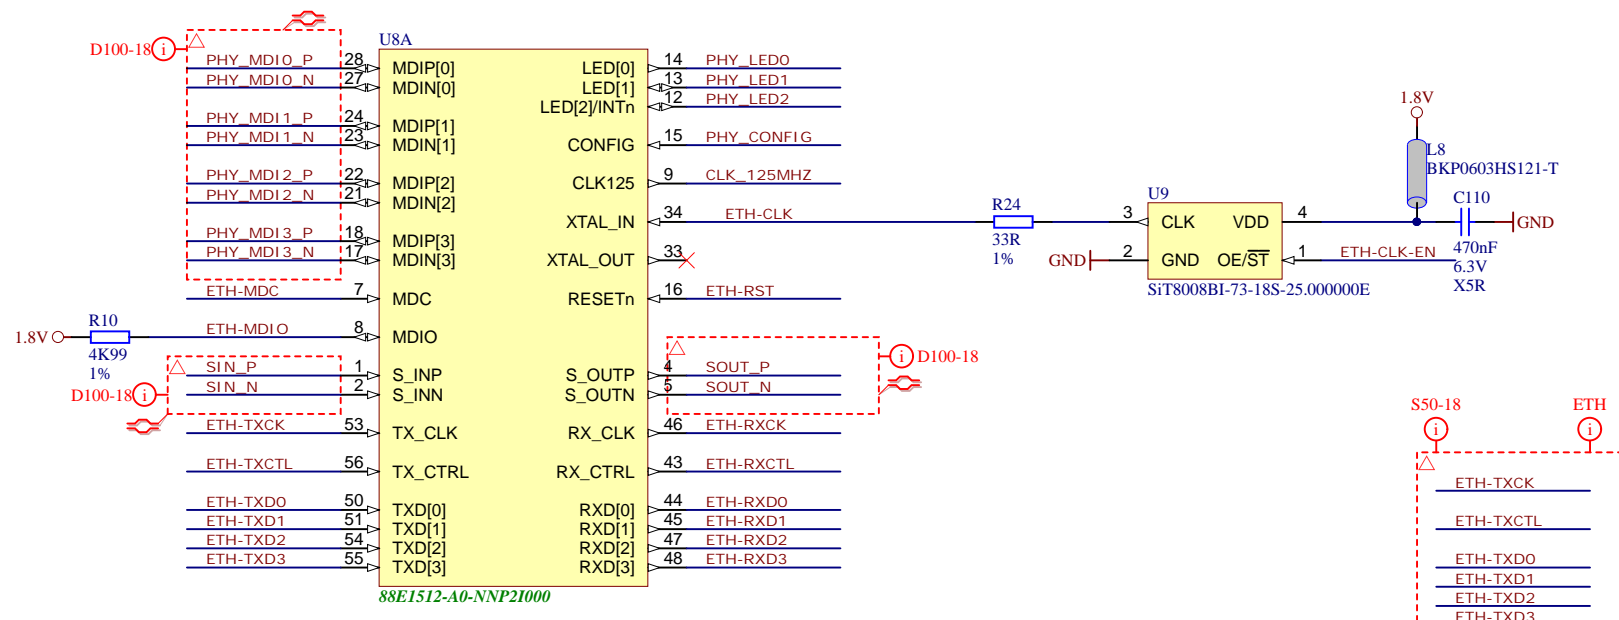 D100-18
i
U8A
PHY_MDI0_P 28 MDIP[0] LED[0] 14 PHY_LED0
PHY_MDI0_N 27 MDIN[0] LED[1] 13 PHY_LED1
LED[2]/INTn 12 PHY_LED2
PHY_MDI1_P 24 MDIP[1]
PHY_MDI1_N 23 MDIN[1] CONFIG 15 PHY_CONFIG
PHY_MDI2_P 22 MDIP[2] CLK125 9 CLK_125MHZ
PHY_MDI2_N 21 MDIN[2]
XTAL_IN 34 ETH-CLK
PHY_MDI3_P 18 MDIP[3]
PHY_MDI3_N 17 MDIN[3] XTAL_OUT 33
ETH-MDC 7 MDC RESETn 16 ETH-RST
1.8V R10 ETH-MDIO 8 MDIO
4K99
1%
SIN_P 1 S_INP S_OUTP 4 SOUT_P
SIN_N 2 S_INN S_OUTN 5 SOUT_N
D100-18 i
i D100-18
ETH-TXCK 53 TX_CLK RX_CLK 46 ETH-RXCK
ETH-TXCTL 56 TX_CTRL RX_CTRL 43 ETH-RXCTL
ETH-TXD0 50 TXD[0] RXD[0] 44 ETH-RXD0
ETH-TXD1 51 TXD[1] RXD[1] 45 ETH-RXD1
ETH-TXD2 54 TXD[2] RXD[2] 47 ETH-RXD2
ETH-TXD3 55 TXD[3] RXD[3] 48 ETH-RXD3
88E1512-A0-NNP2I000
R24
33R
1%
1.8V
L8
BKP0603HS121-T
U9
3 CLK VDD 4
GND 2 GND OE/ST 1 ETH-CLK-EN
SiT8008BI-73-18S-25.000000E
C110
GND
470nF
6.3V
X5R
S50-18 ETH
i i
ETH-TXCK
ETH-TXCTL
ETH-TXD0
ETH-TXD1
ETH-TXD2
ETH-TXD3